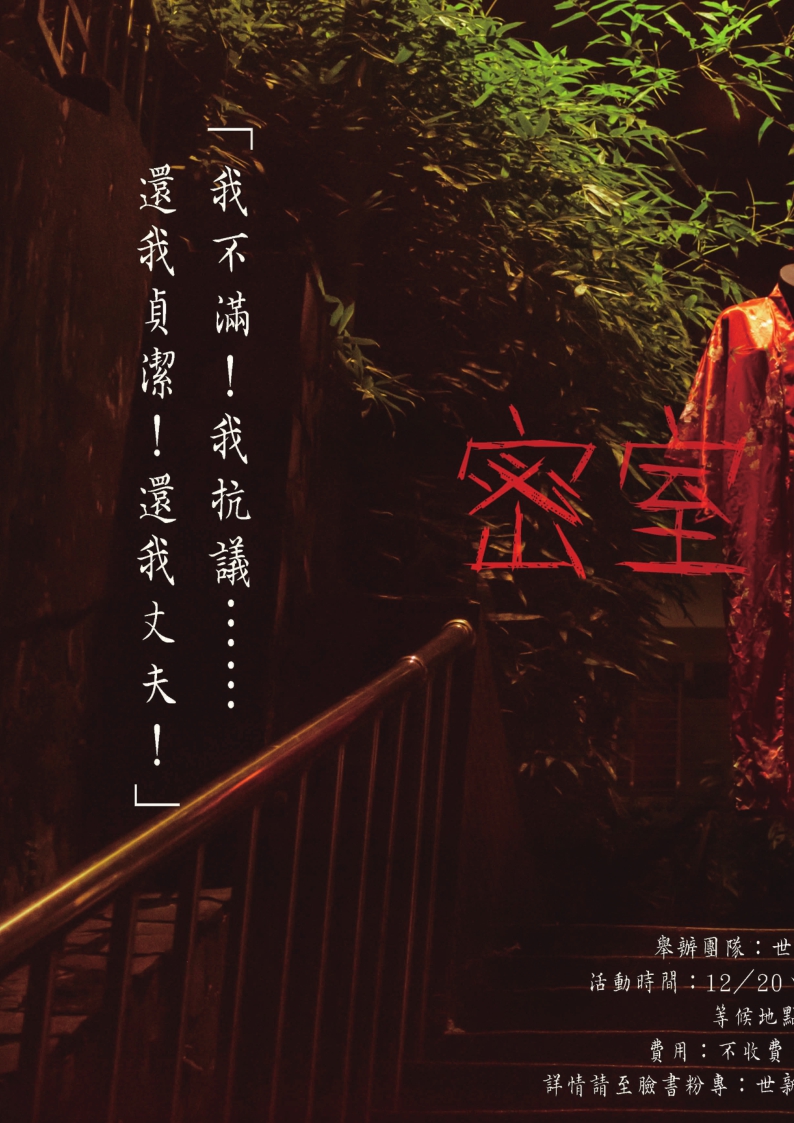 「我不滿！我抗議……
還我貞潔！還我丈夫！」
密室
舉辦團隊：世
活動時間：12／20、
等候地點
費用：不收費
詳情請至臉書粉專：世新